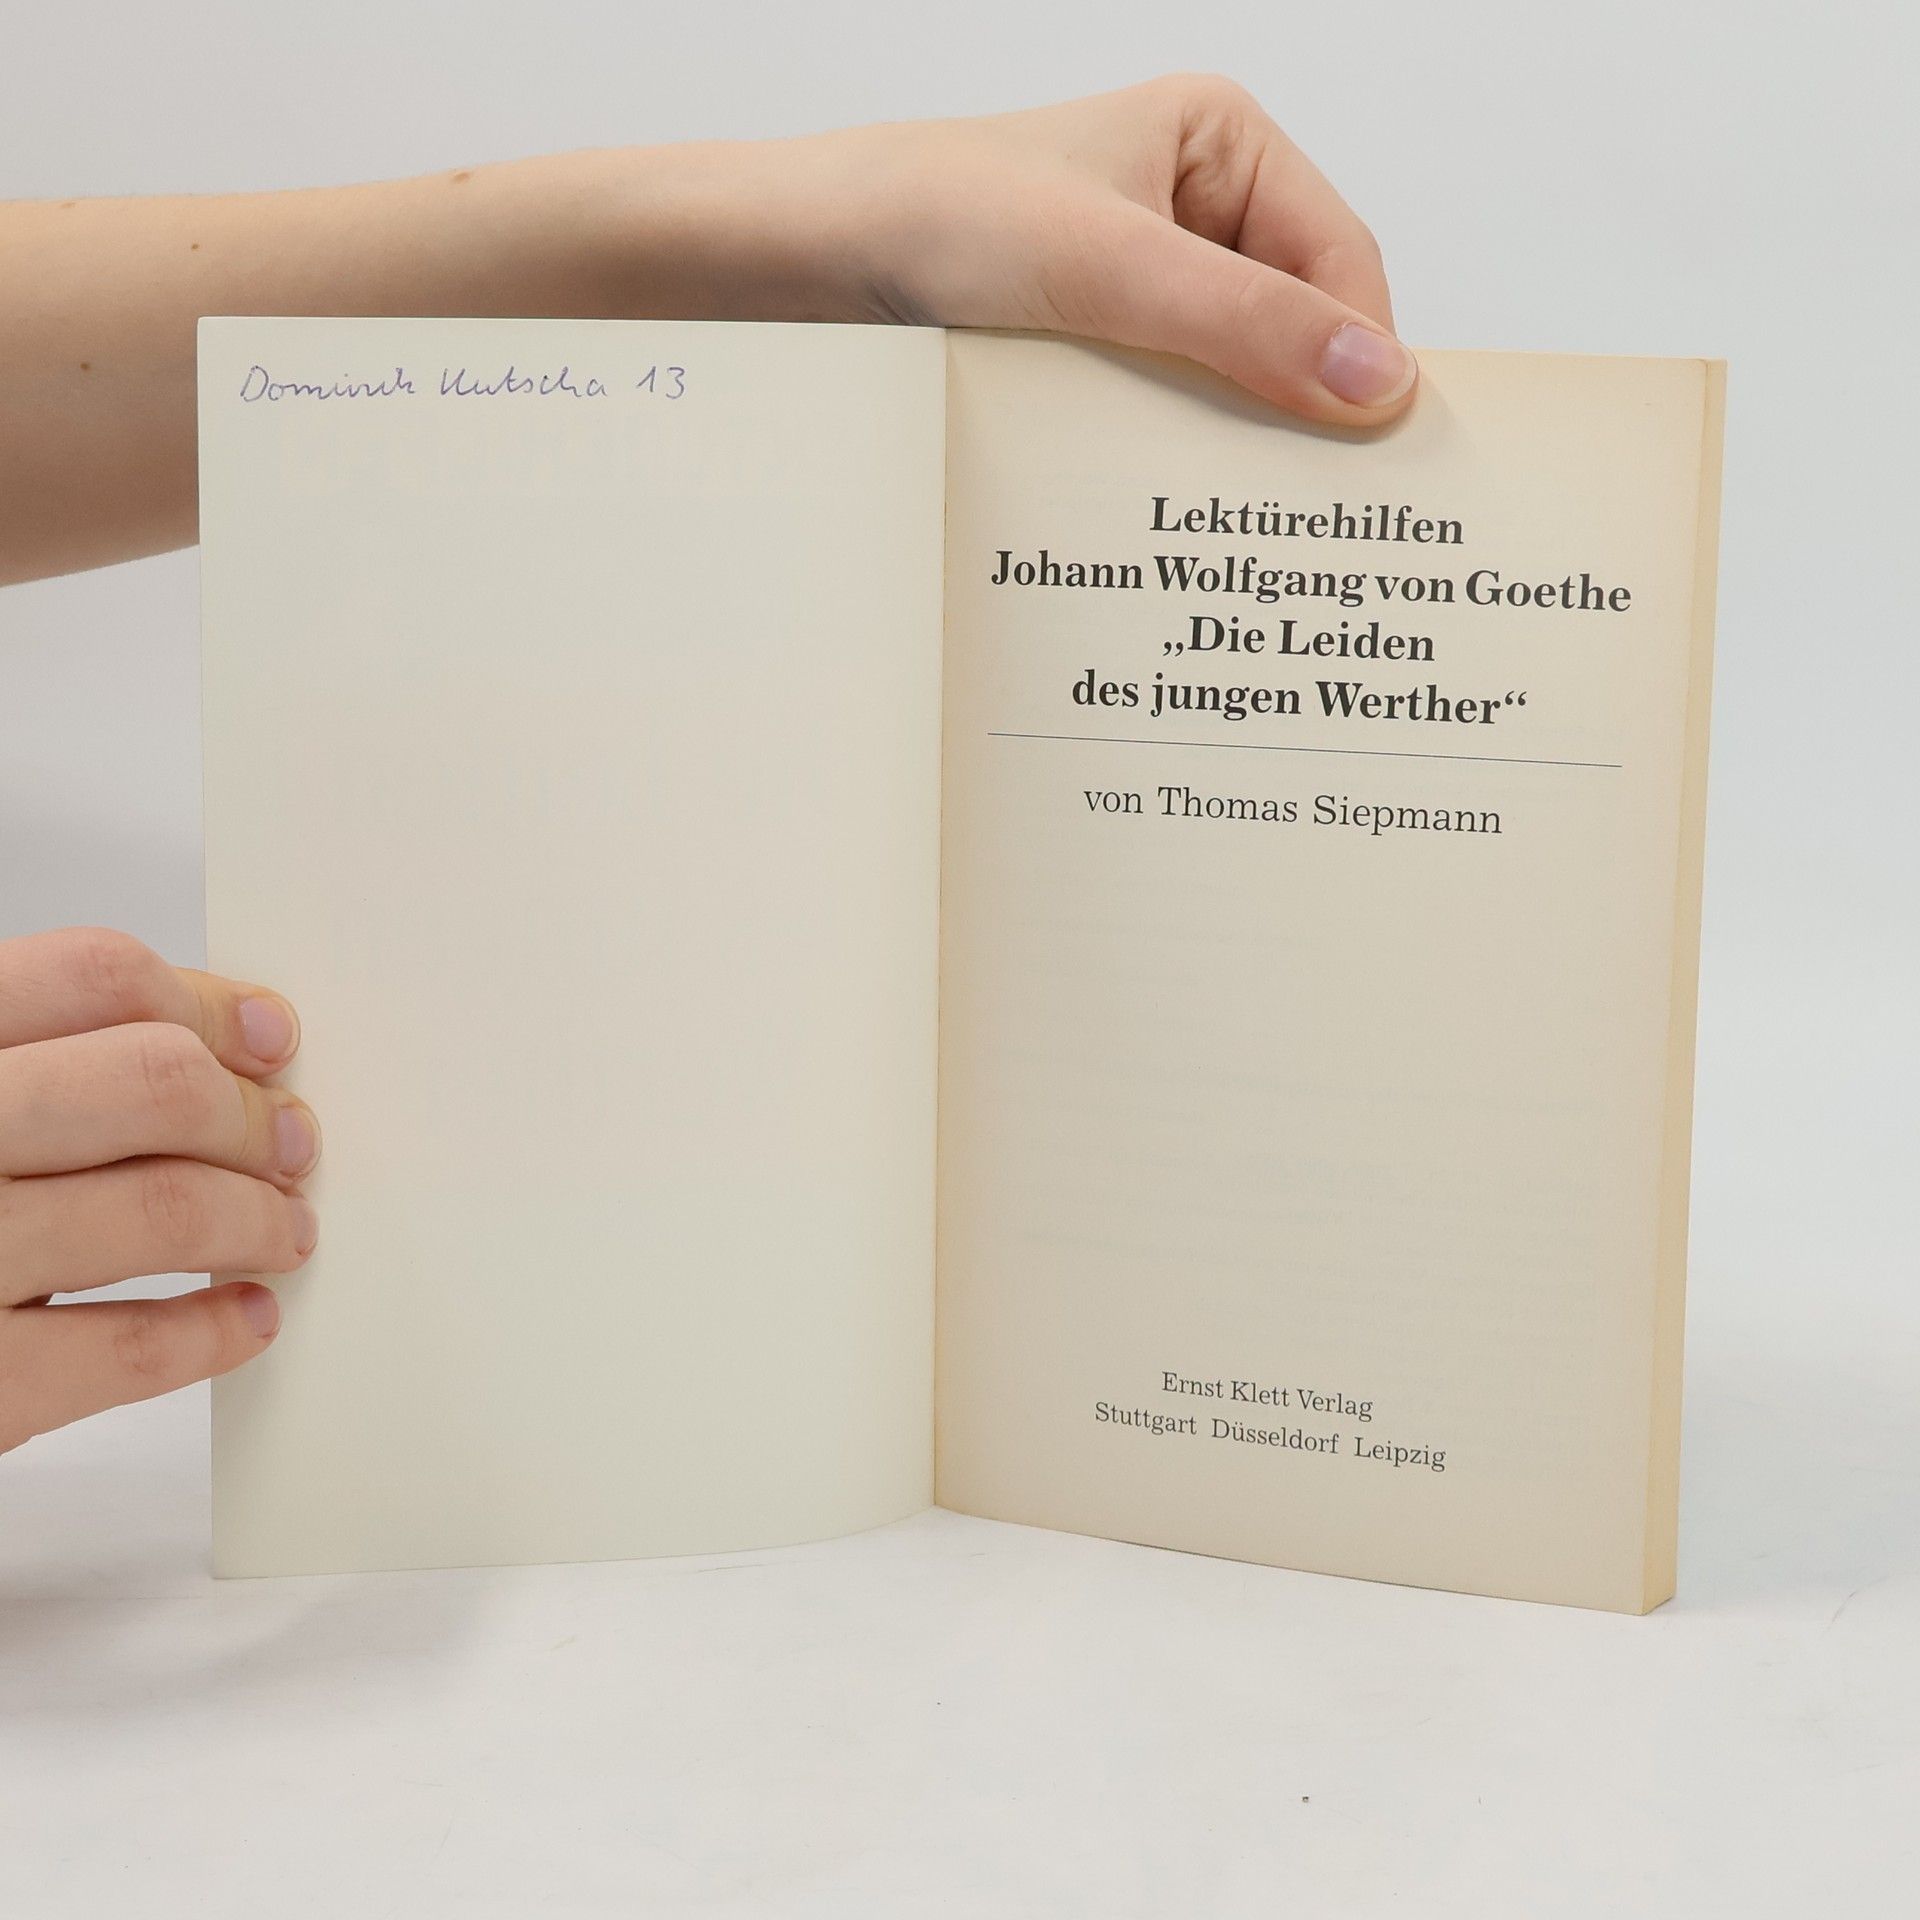 Dominik Kutscha 13
Lektürehilfen
Johann Wolfgang von Goethe
„Die Leiden
des jungen Werther“
von Thomas Siepmann
Ernst Klett Verlag
Stuttgart Düsseldorf Leipzig